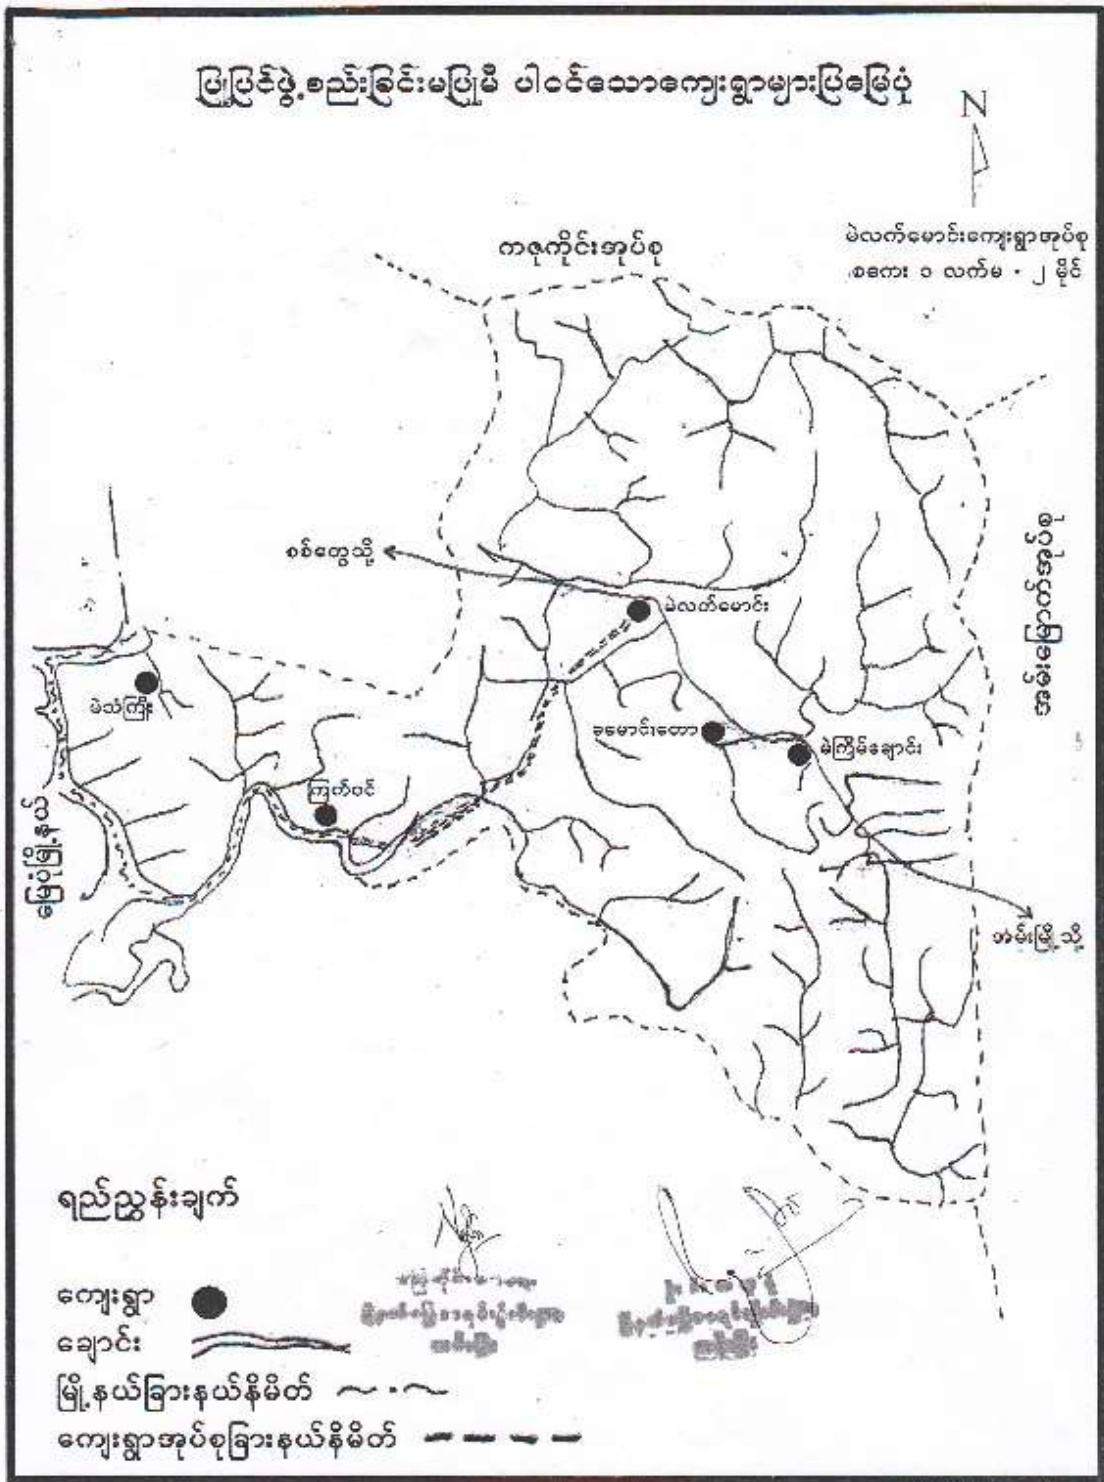 ပြုပြင်ဖွဲ့စည်းခြင်းမပြုမီ ပါဝင်သောကျေးရွာများပြမြေပုံ
N
မဲလက်မောင်းကျေးရွာအုပ်စု
စကေး ၁ လက်မ - ၂ မိုင်
ကဇုကိုင်းအုပ်စု
စစ်တွေသို့
မဲလက်မောင်း
မဲသကြီး
ခမောင်းတော
မဲကြိမ်ချောင်း
ကြက်ဝင်
မြေပုံမြို့နယ်
အမ်းမြို့သို့
ရည်ညွှန်းချက်
ကျေးရွာ
ချောင်း
မြို့နယ်ခြားနယ်နိမိတ်
ကျေးရွာအုပ်စုခြားနယ်နိမိတ်